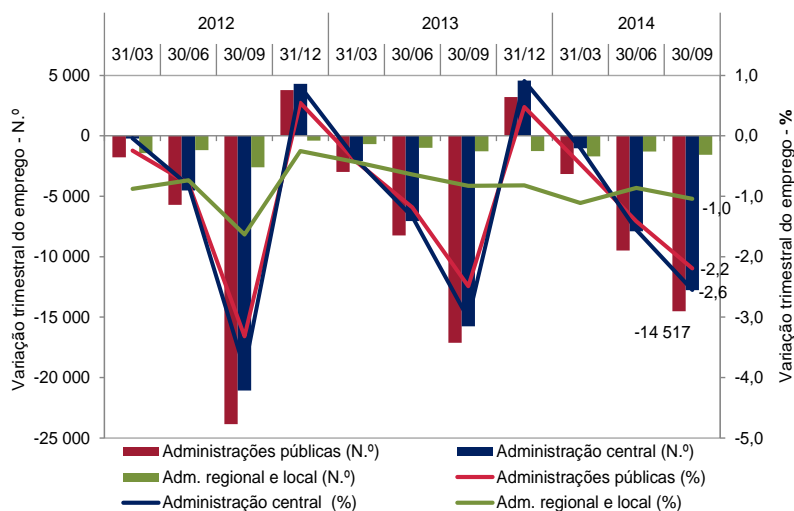 2012 2013 2014
31/03 30/06 30/09 31/12 31/03 30/06 30/09 31/12 31/03 30/06 30/09
Variação trimestral do emprego - N.º
5 000
0
-5 000
-10 000
-15 000
-20 000
-25 000
1,0
0,0
-1,0
-2,0
-3,0
-4,0
-5,0
Variação trimestral do emprego - %
-1,0
-2,2
-2,6
-14 517
Administrações públicas (N.º) Administração central (N.º)
Adm. regional e local (N.º) Administrações públicas (%)
Administração central (%) Adm. regional e local (%)